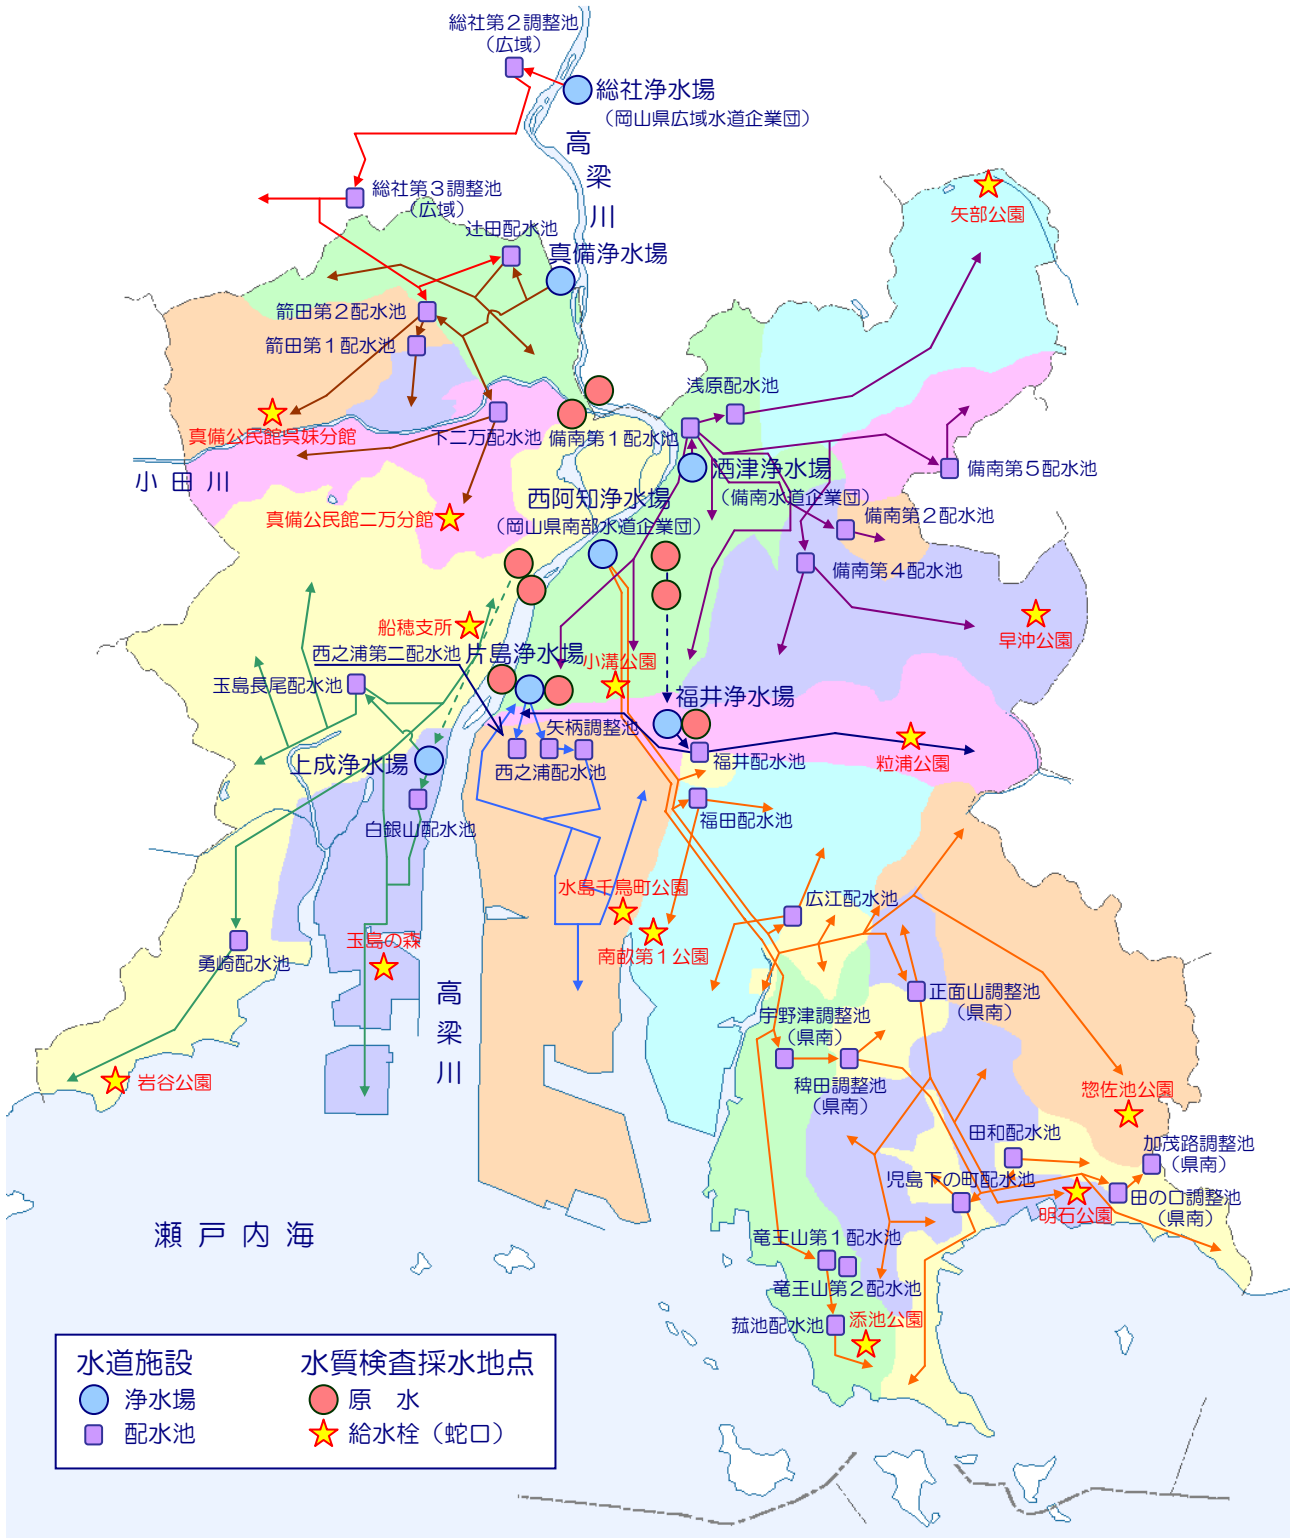 総社第２調整池
（広域）
総社浄水場
（岡山県広域水道企業団）
高
梁
川
総社第３調整池
（広域）
矢部公園
辻田配水池
真備浄水場
箭田第２配水池
箭田第１配水池
浅原配水池
真備公民館呉妹分館
下二万配水池
備南第１配水池
小田川
酒津浄水場
（備南水道企業団）
備南第５配水池
西阿知浄水場
（岡山県南部水道企業団）
真備公民館二万分館
備南第２配水池
備南第４配水池
船穂支所
早沖公園
西之浦第二配水池
片島浄水場
小溝公園
玉島長尾配水池
福井浄水場
矢柄調整池
粒浦公園
上成浄水場
西之浦配水池
福井配水池
白銀山配水池
福田配水池
水島千鳥町公園
広江配水池
玉島の森
南畝第１公園
勇崎配水池
高
梁
川
正面山調整池
（県南）
宇野津調整池
（県南）
岩谷公園
稗田調整池
（県南）
惣佐池公園
田和配水池
加茂路調整池
（県南）
児島下の町配水池
田の口調整池
（県南）
明石公園
瀬戸内海
竜王山第１配水池
竜王山第２配水池
菰池配水池
添池公園
水道施設
浄水場
配水池
水質検査採水地点
原　水
給水栓（蛇口）